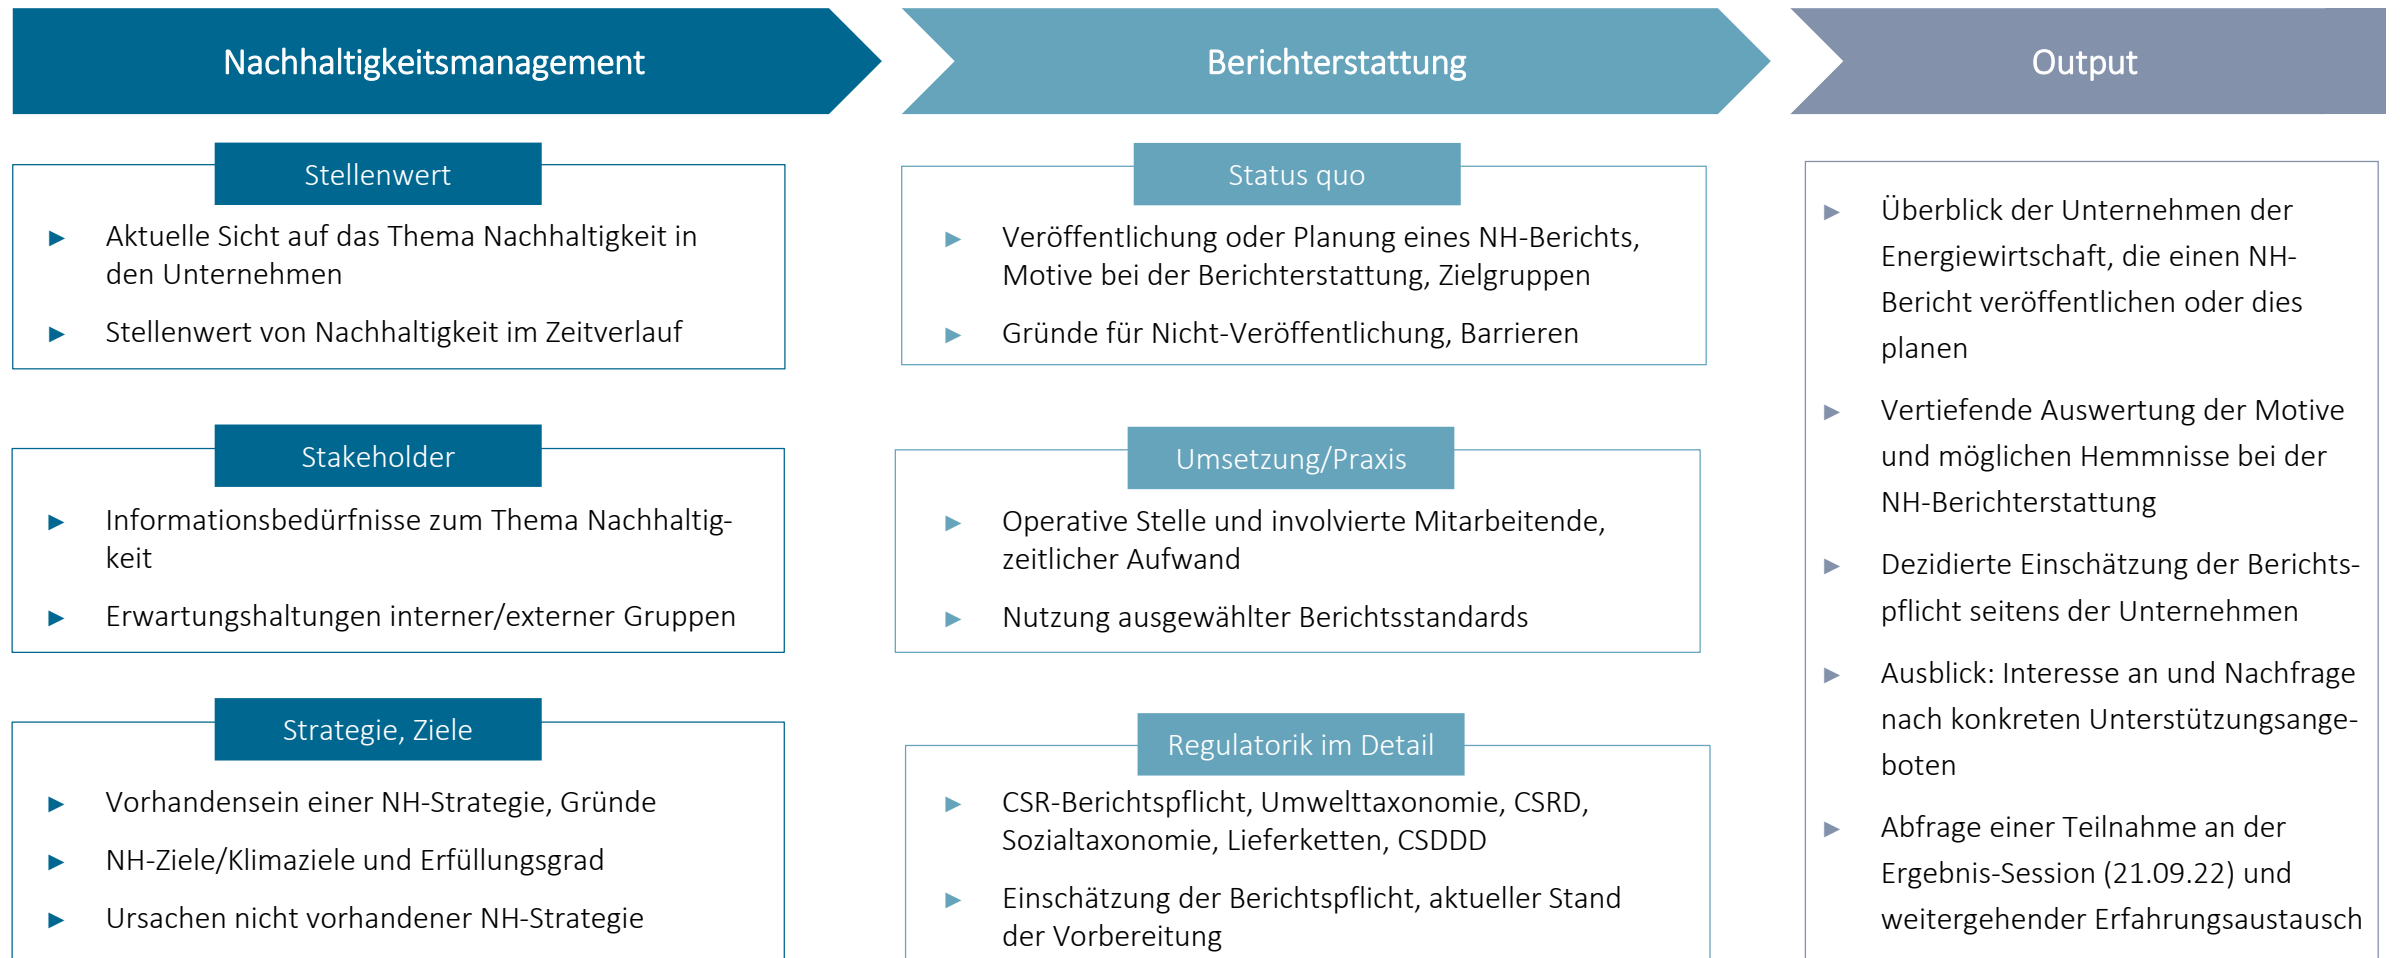 Nachhaltigkeitsmanagement
Stellenwert
► Aktuelle Sicht auf das Thema Nachhaltigkeit in
den Unternehmen
► Stellenwert von Nachhaltigkeit im Zeitverlauf
Stakeholder
► Informationsbedürfnisse zum Thema Nachhaltig-
keit
► Erwartungshaltungen interner/externer Gruppen
Strategie, Ziele
► Vorhandensein einer NH-Strategie, Gründe
► NH-Ziele/Klimaziele und Erfüllungsgrad
► Ursachen nicht vorhandener NH-Strategie
Berichterstattung
Status quo
► Veröffentlichung oder Planung eines NH-Berichts,
Motive bei der Berichterstattung, Zielgruppen
► Gründe für Nicht-Veröffentlichung, Barrieren
Umsetzung/Praxis
► Operative Stelle und involvierte Mitarbeitende,
zeitlicher Aufwand
► Nutzung ausgewählter Berichtsstandards
Regulatorik im Detail
► CSR-Berichtspflicht, Umwelttaxonomie, CSRD,
Sozialtaxonomie, Lieferketten, CSDDD
► Einschätzung der Berichtspflicht, aktueller Stand
der Vorbereitung
Output
► Überblick der Unternehmen der
Energiewirtschaft, die einen NH-
Bericht veröffentlichen oder dies
planen
► Vertiefende Auswertung der Motive
und möglichen Hemmnisse bei der
NH-Berichterstattung
► Dezidierte Einschätzung der Berichts-
pflicht seitens der Unternehmen
► Ausblick: Interesse an und Nachfrage
nach konkreten Unterstützungsange-
boten
► Abfrage einer Teilnahme an der
Ergebnis-Session (21.09.22) und
weitergehender Erfahrungsaustausch